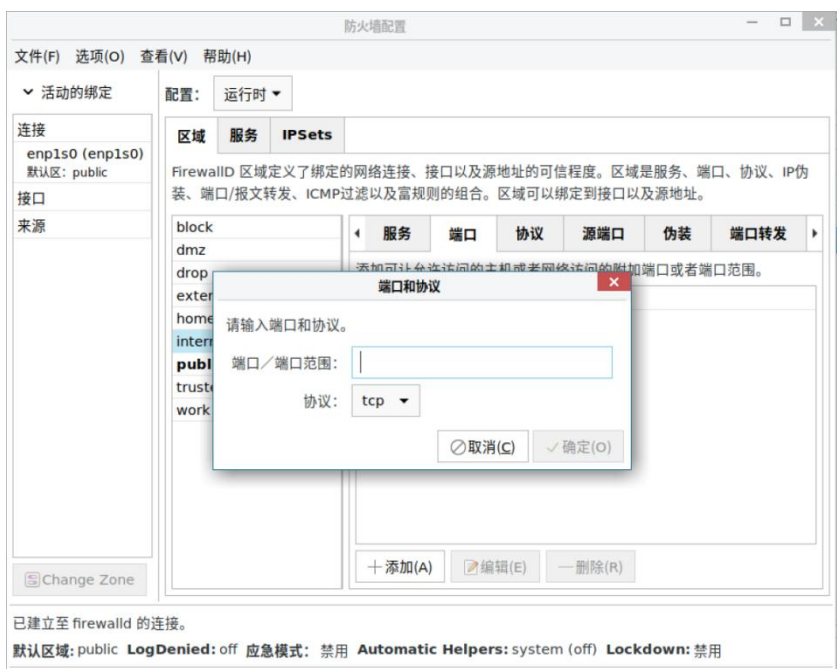 防火墙配置
文件(F) 选项(O) 查看(V) 帮助(H)
活动的绑定
配置： 运行时
连接
enp1s0 (enp1s0)
默认区：public
接口
来源
区域 服务 IPSets
FirewallD 区域定义了绑定的网络连接、接口以及源地址的可信程度。区域是服务、端口、协议、IP伪
装、端口/报文转发、ICMP过滤以及富规则的组合。区域可以绑定到接口以及源地址。
block
dmz
drop
exter
home
interr
publ
trust
work
服务 端口 协议 源端口 伪装 端口转发
添加可让允许访问的主机或者网络访问的附加端口或者端口范围。
端口和协议
请输入端口和协议。
端口／端口范围：
协议： tcp
取消(C) 确定(O)
添加(A) 编辑(E) 删除(R)
Change Zone
已建立至 firewalld 的连接。
默认区域: public LogDenied: off 应急模式： 禁用 Automatic Helpers: system (off) Lockdown: 禁用